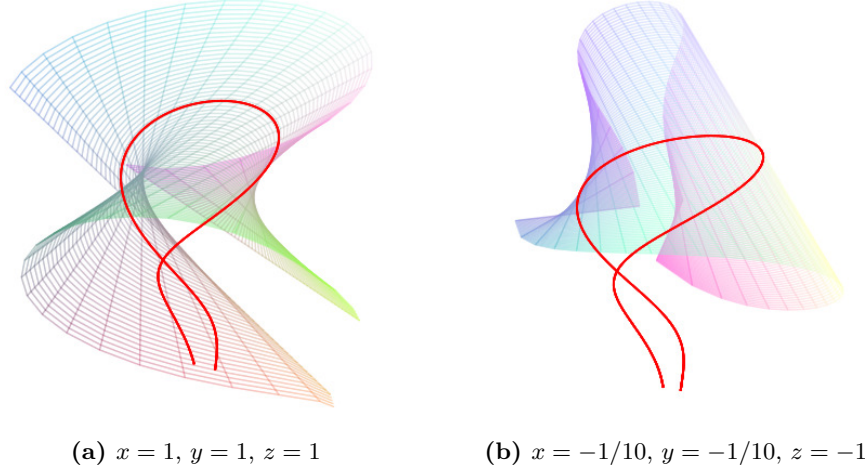 (a) x = 1, y = 1, z = 1
(b) x = −1/10, y = −1/10, z = −1